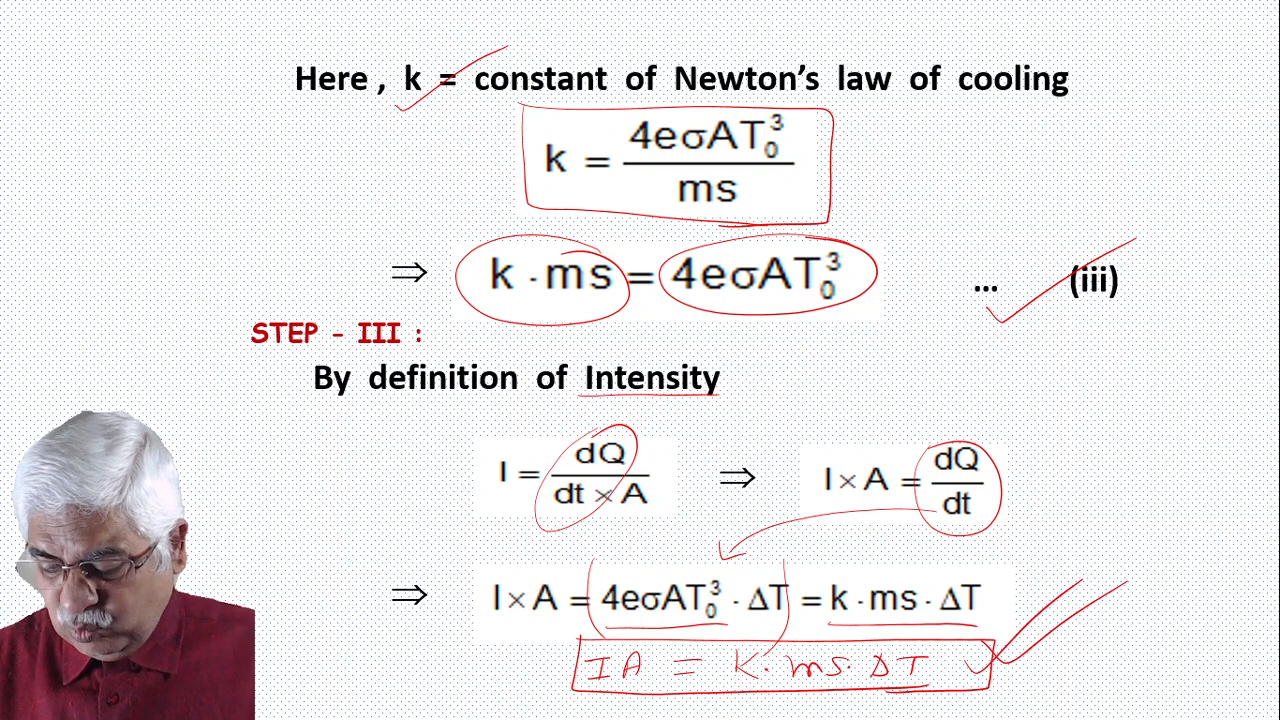 Here , k = constant of Newton's law of cooling
k = 4eσAT₀³ / ms
⇒ k · ms = 4eσAT₀³ ... (iii)
STEP - III :
By definition of Intensity
I = dQ / dt × A ⇒ I × A = dQ / dt
⇒ I × A = 4eσAT₀³ · ΔT = k · ms · ΔT
IA = K. ms. ΔT